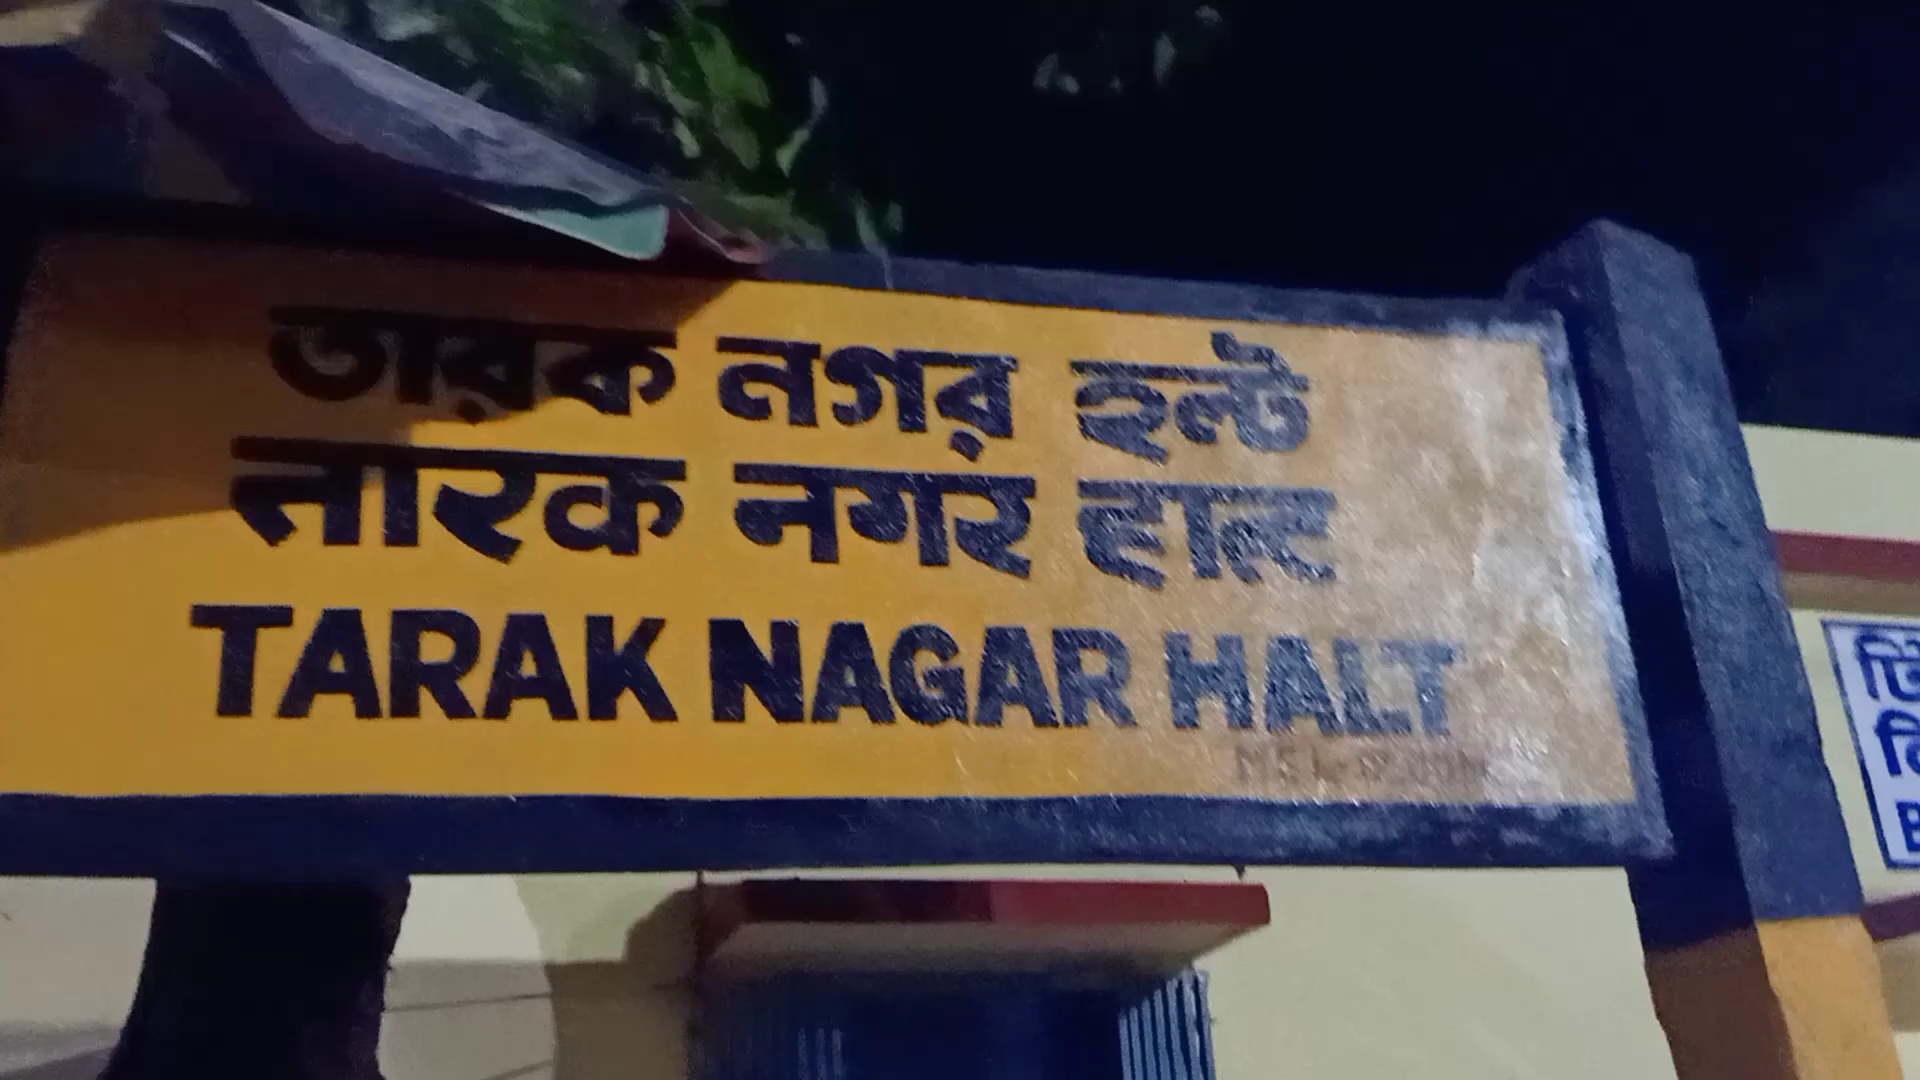 তারক নগর হল্ট
तारक नगर हाल्ट
TARAK NAGAR HALT